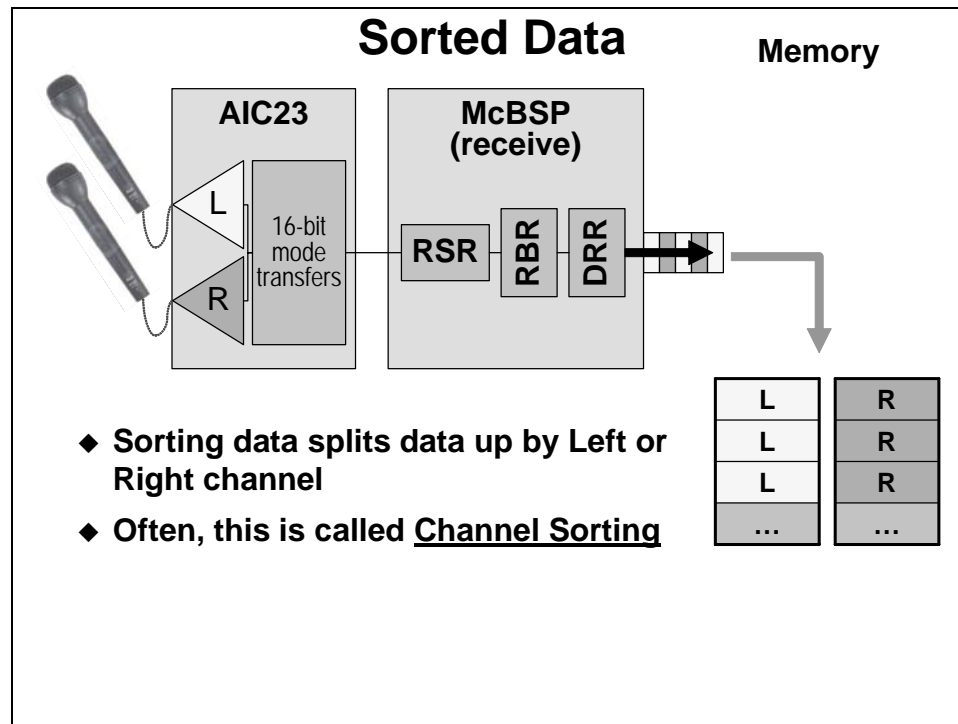 Sorted Data
Memory
AIC23
L
R
16-bit
mode
transfers
McBSP
(receive)
RSR
RBR
DRR
L
L
L
...
R
R
R
...
◆ Sorting data splits data up by Left or
Right channel
◆ Often, this is called Channel Sorting